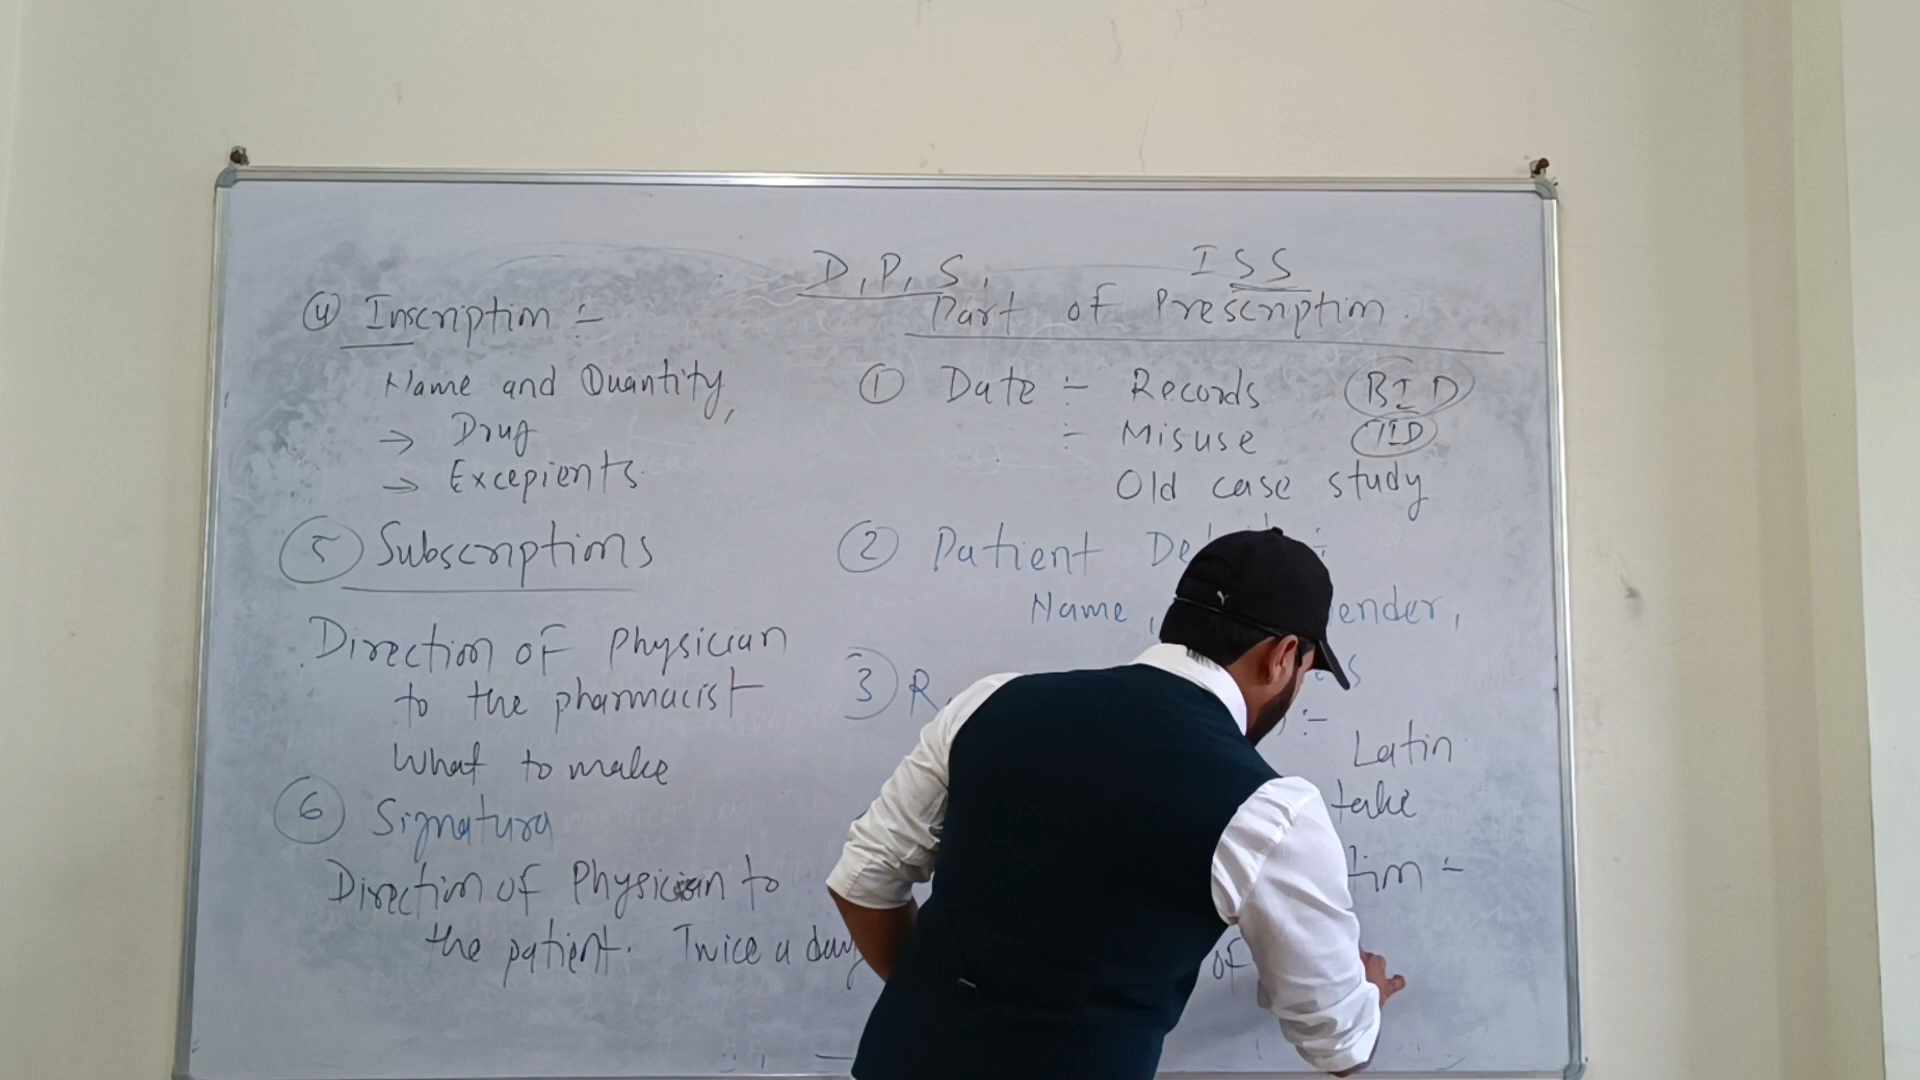 D, P, S, ISS
Part of Prescription.
① Date :- Records BID
:- Misuse TID
Old case study
② Patient
Name, ender,
③ R
:-
Latin
take
tion :-
of
④ Inscription :-
Name and Quantity,
→ Drug
→ Excepients.
⑤ Subscriptions
Direction of Physician
to the pharmacist
What to make
⑥ Signatura
Direction of Physician to
the patient. Twice a day